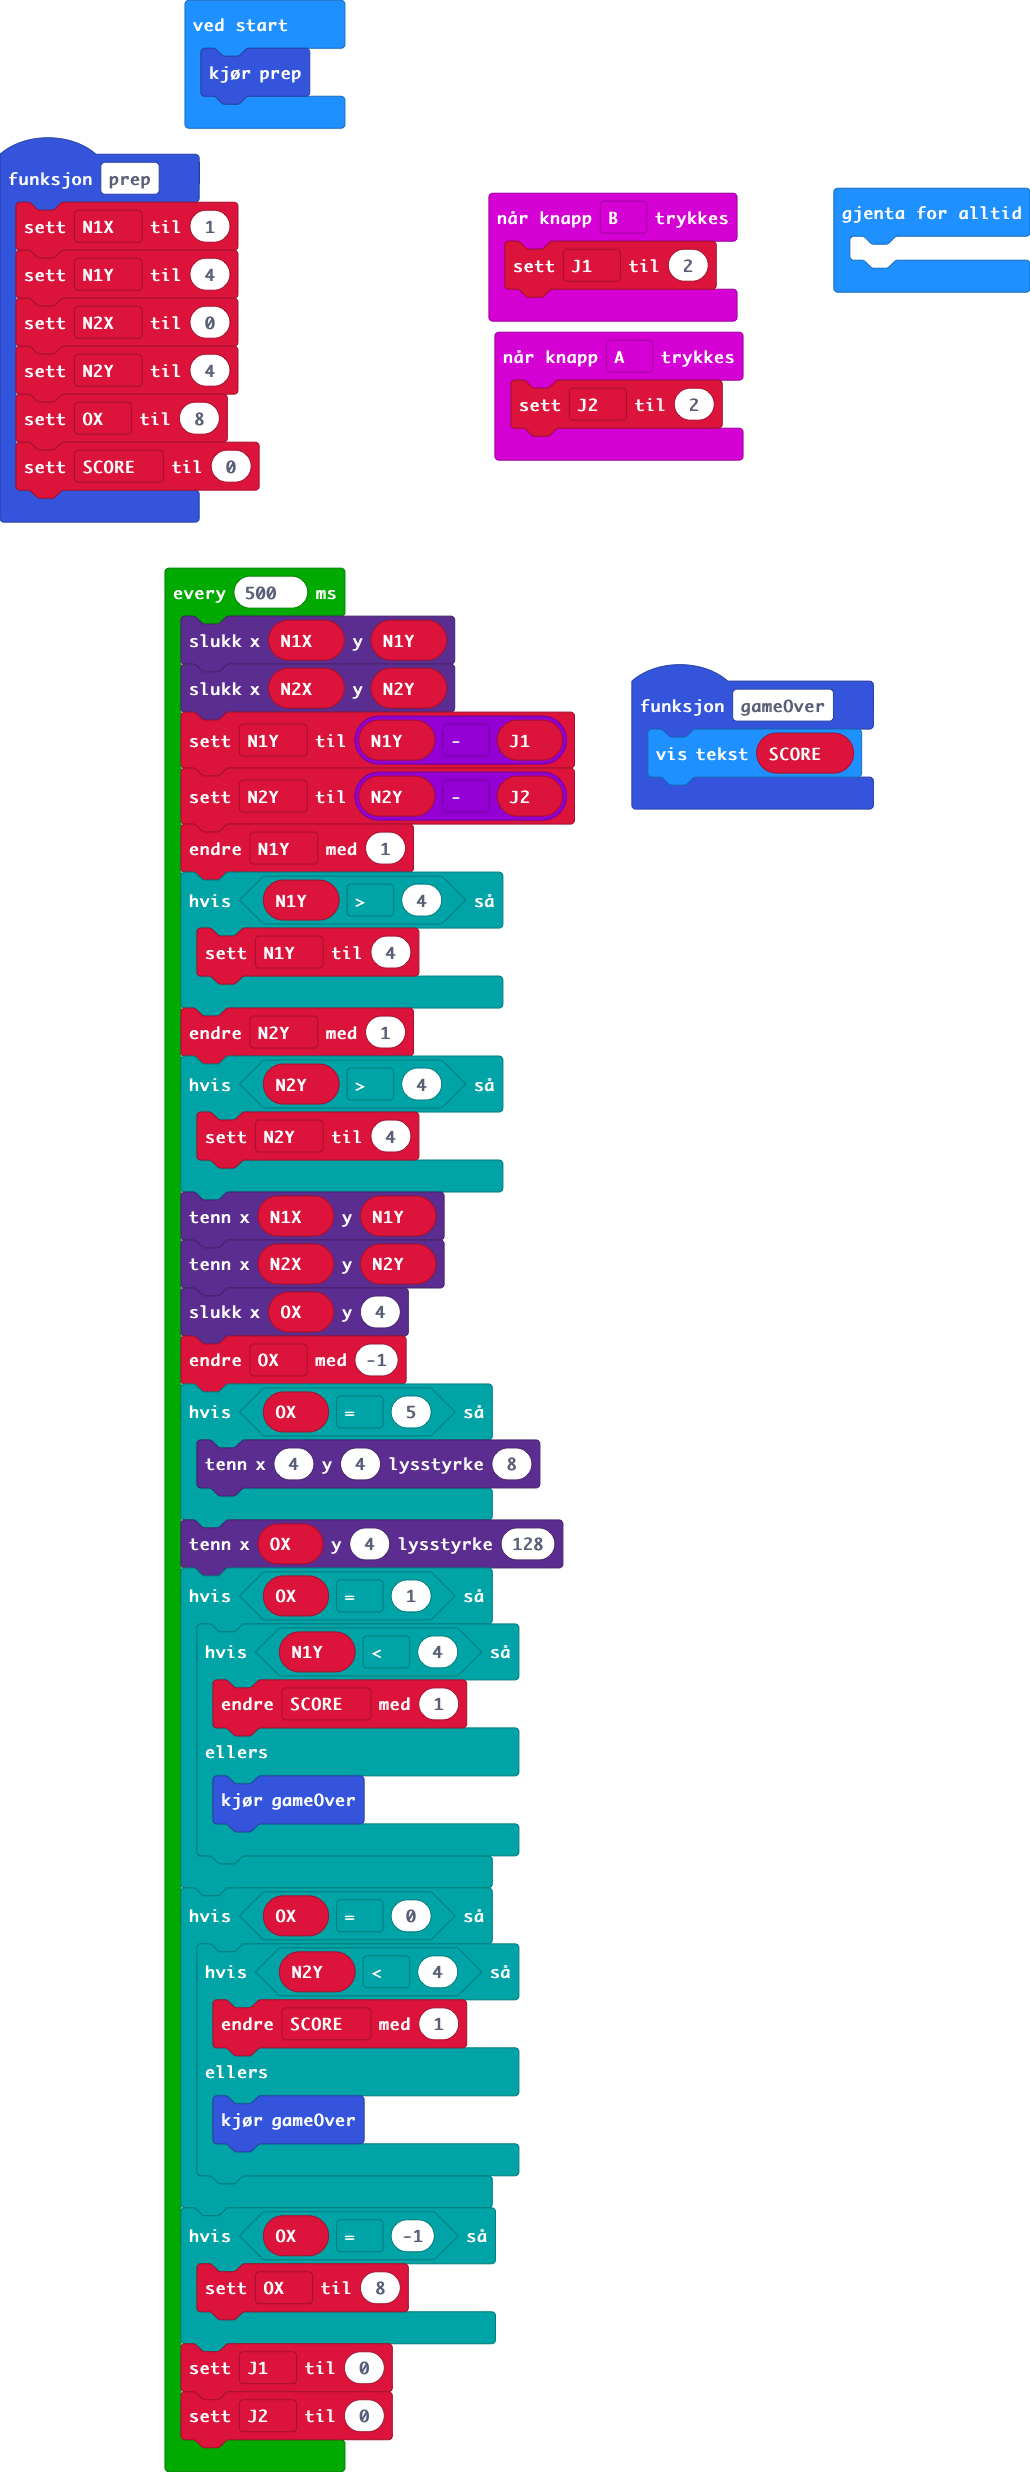 ved start
kjør prep
funksjon prep
sett N1X til 1
sett N1Y til 4
sett N2X til 0
sett N2Y til 4
sett OX til 8
sett SCORE til 0
når knapp B trykkes
sett J1 til 2
når knapp A trykkes
sett J2 til 2
gjenta for alltid
every 500 ms
slukk x N1X y N1Y
slukk x N2X y N2Y
sett N1Y til N1Y - J1
sett N2Y til N2Y - J2
endre N1Y med 1
hvis N1Y > 4 så
sett N1Y til 4
endre N2Y med 1
hvis N2Y > 4 så
sett N2Y til 4
tenn x N1X y N1Y
tenn x N2X y N2Y
slukk x OX y 4
endre OX med -1
hvis OX = 5 så
tenn x 4 y 4 lysstyrke 8
tenn x OX y 4 lysstyrke 128
hvis OX = 1 så
hvis N1Y < 4 så
endre SCORE med 1
ellers
kjør gameOver
hvis OX = 0 så
hvis N2Y < 4 så
endre SCORE med 1
ellers
kjør gameOver
hvis OX = -1 så
sett OX til 8
sett J1 til 0
sett J2 til 0
funksjon gameOver
vis tekst SCORE